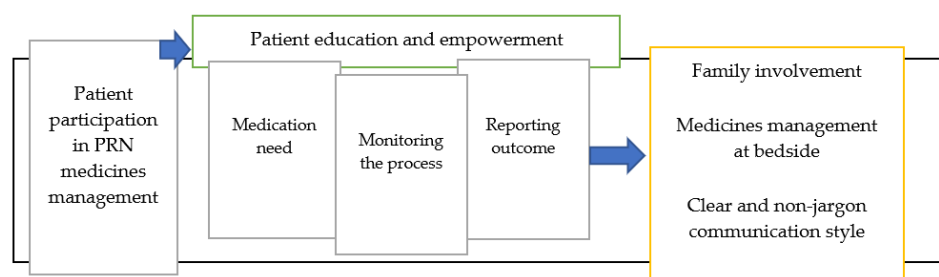 Patient education and empowerment
Patient
participation
in PRN
medicines
management
Medication
need
Monitoring
the process
Reporting
outcome
Family involvement
Medicines management
at bedside
Clear and non-jargon
communication style